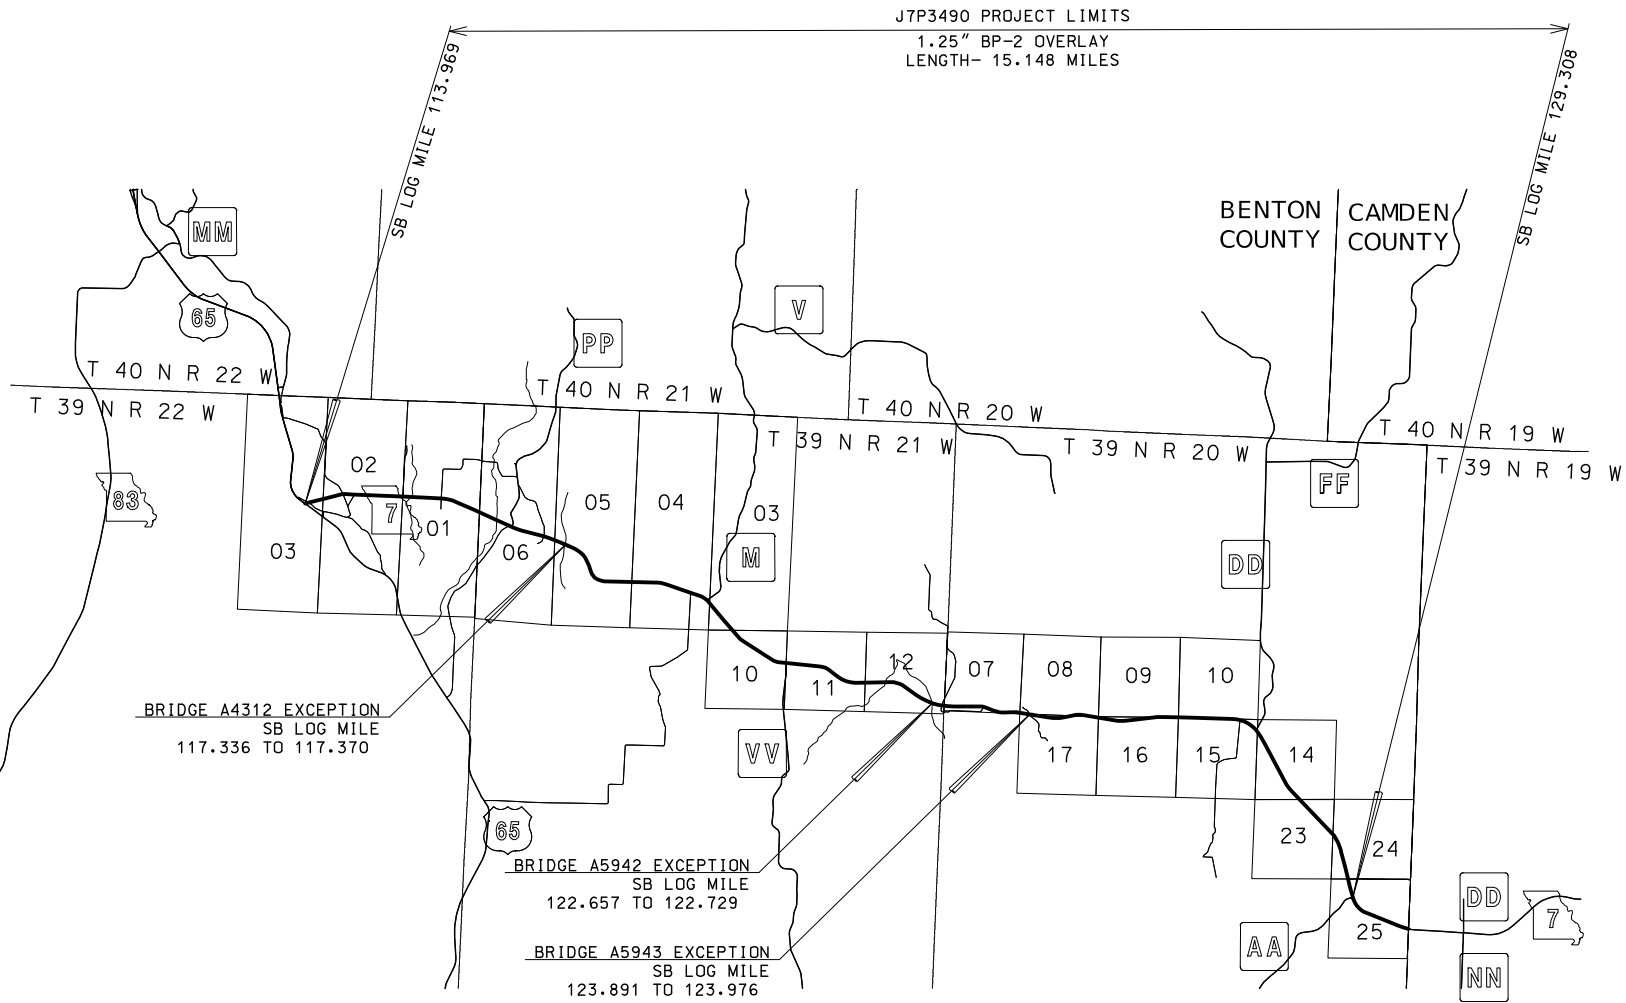 J7P3490 PROJECT LIMITS
1.25" BP-2 OVERLAY
LENGTH- 15.148 MILES
SB LOG MILE 113.969
SB LOG MILE 129.308
BENTON COUNTY
CAMDEN COUNTY
MM
65
V
PP
T 40 N R 22 W
T 40 N R 21 W
T 40 N R 20 W
T 40 N R 19 W
T 39 N R 22 W
T 39 N R 21 W
T 39 N R 20 W
T 39 N R 19 W
83
02
7
01
03
06
05
04
03
M
FF
DD
10
11
12
07
08
09
10
BRIDGE A4312 EXCEPTION
SB LOG MILE
117.336 TO 117.370
VV
17
16
15
14
65
23
24
BRIDGE A5942 EXCEPTION
SB LOG MILE
122.657 TO 122.729
DD
7
25
AA
BRIDGE A5943 EXCEPTION
SB LOG MILE
123.891 TO 123.976
NN